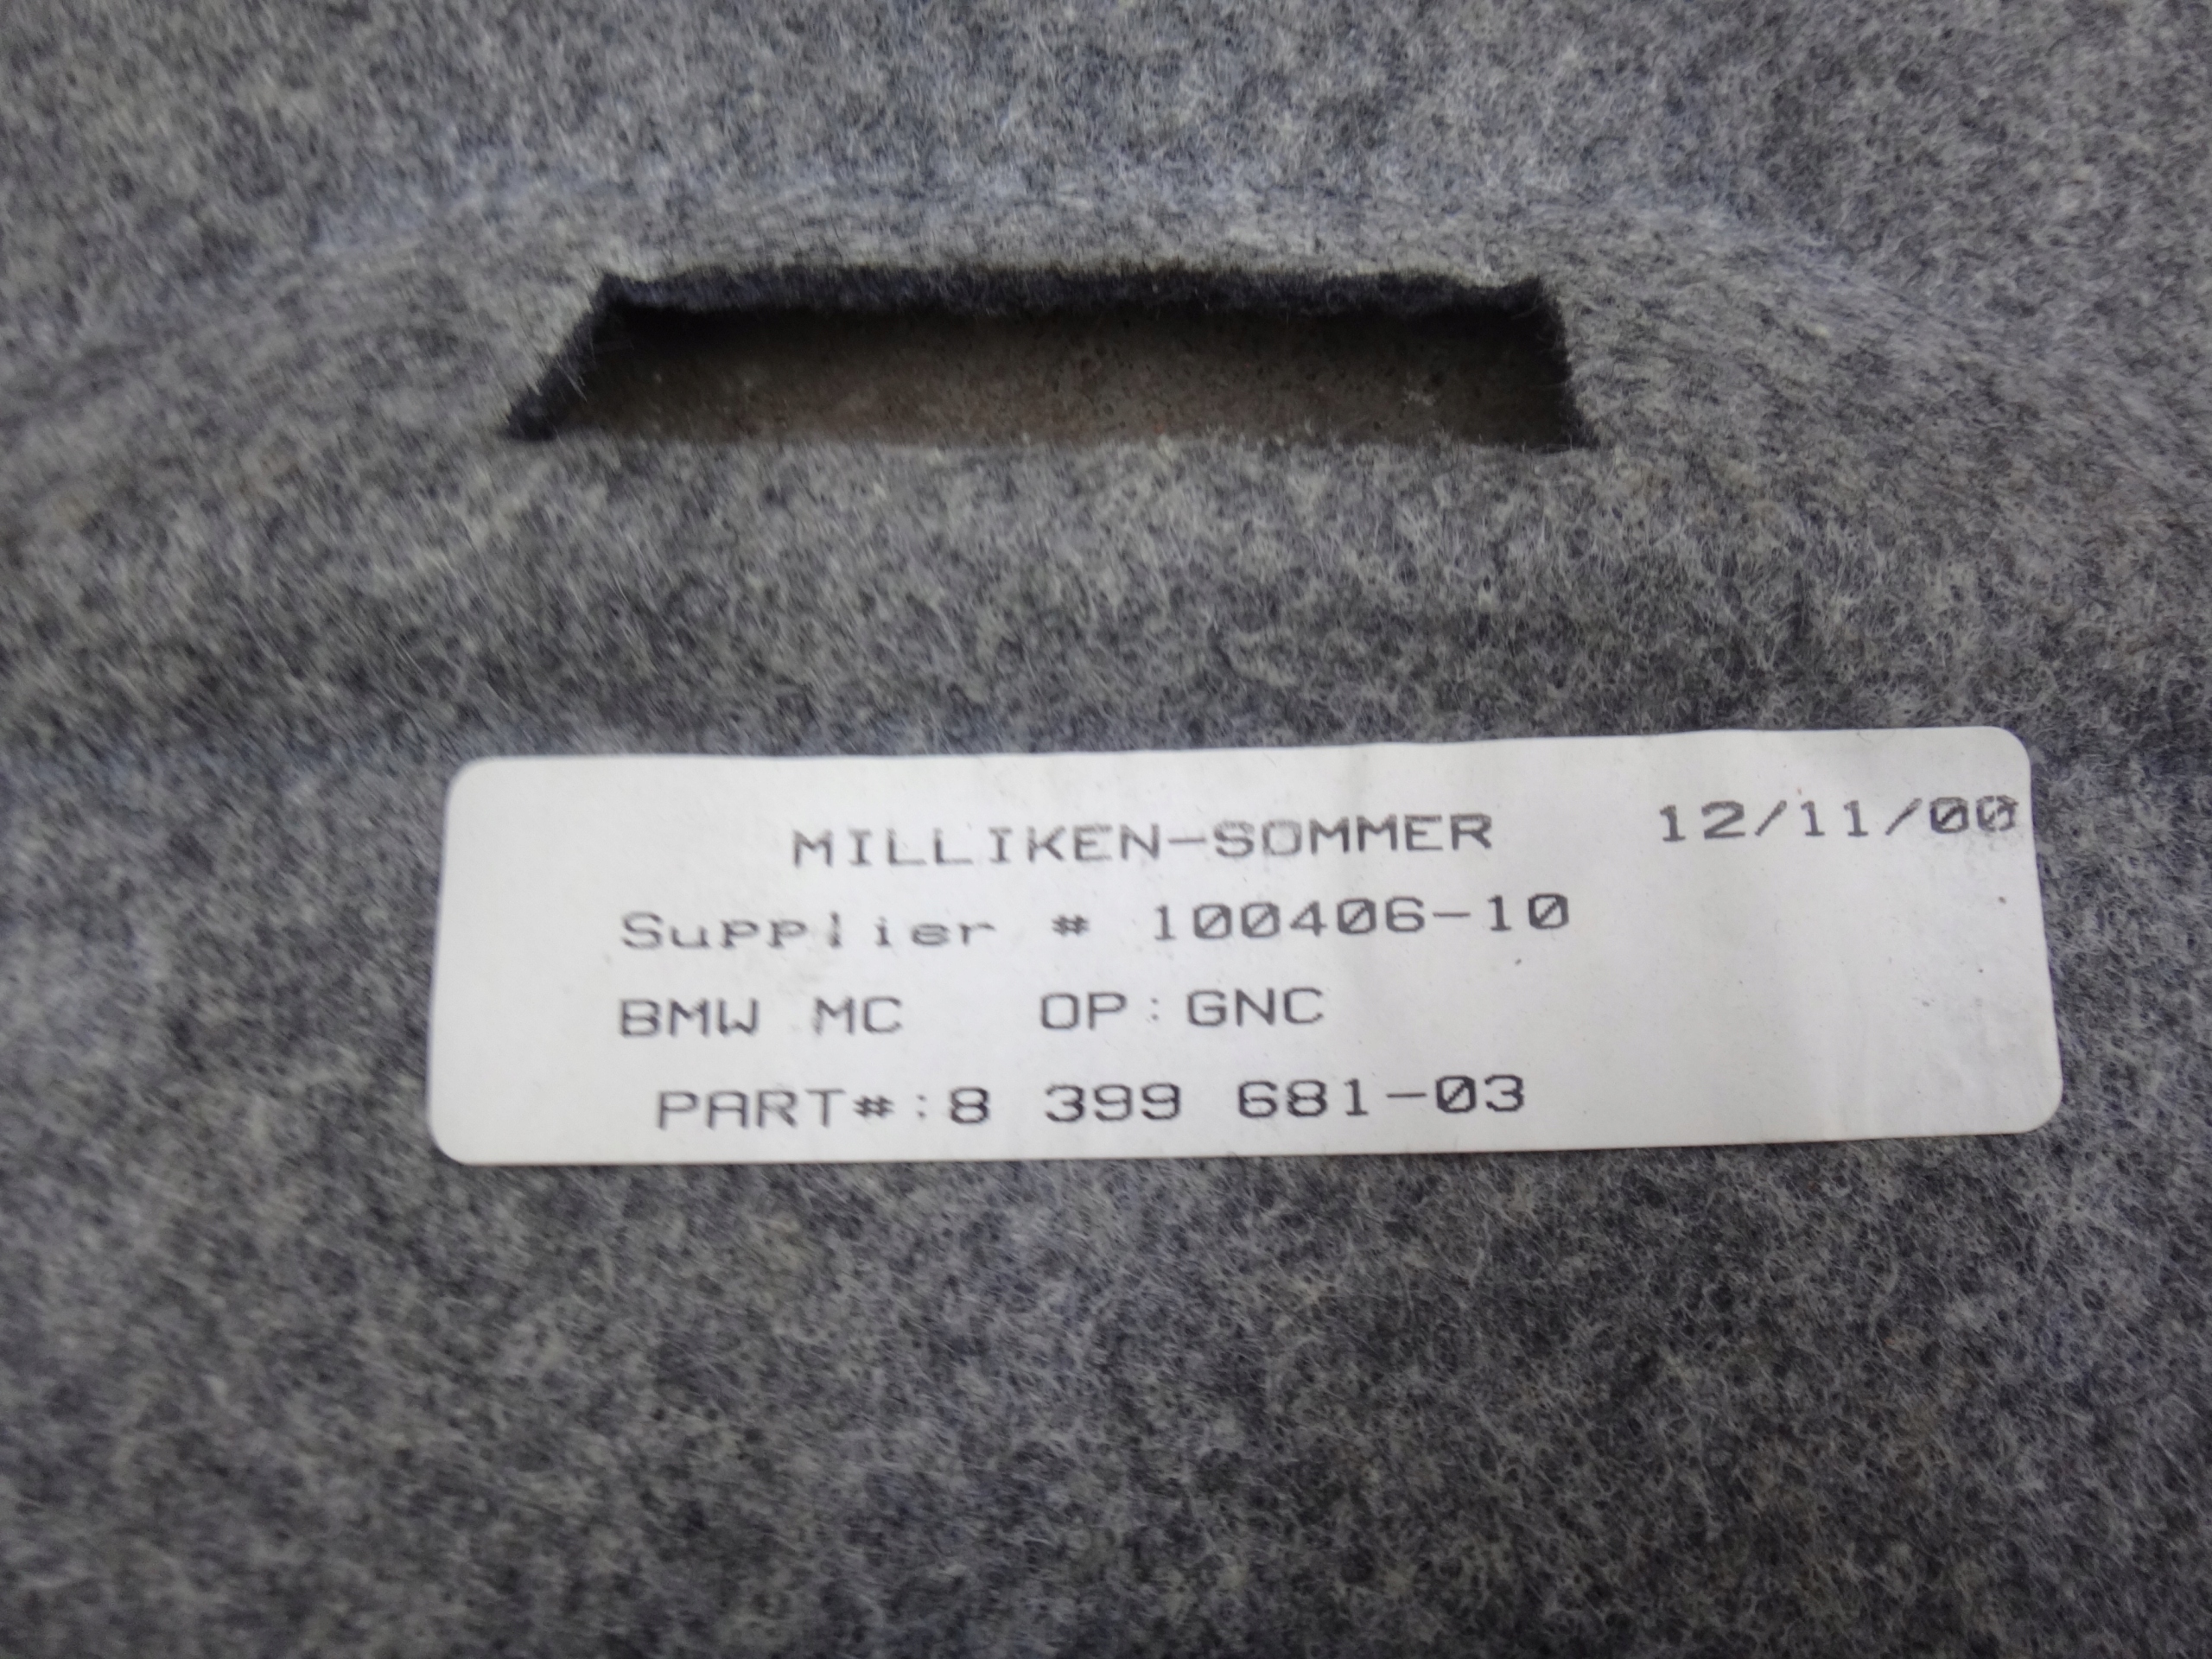 MILLIKEN-SOMMER 12/11/00
Supplier # 100406-10
BMW MC OP:GNC
PART#:8 399 681-03